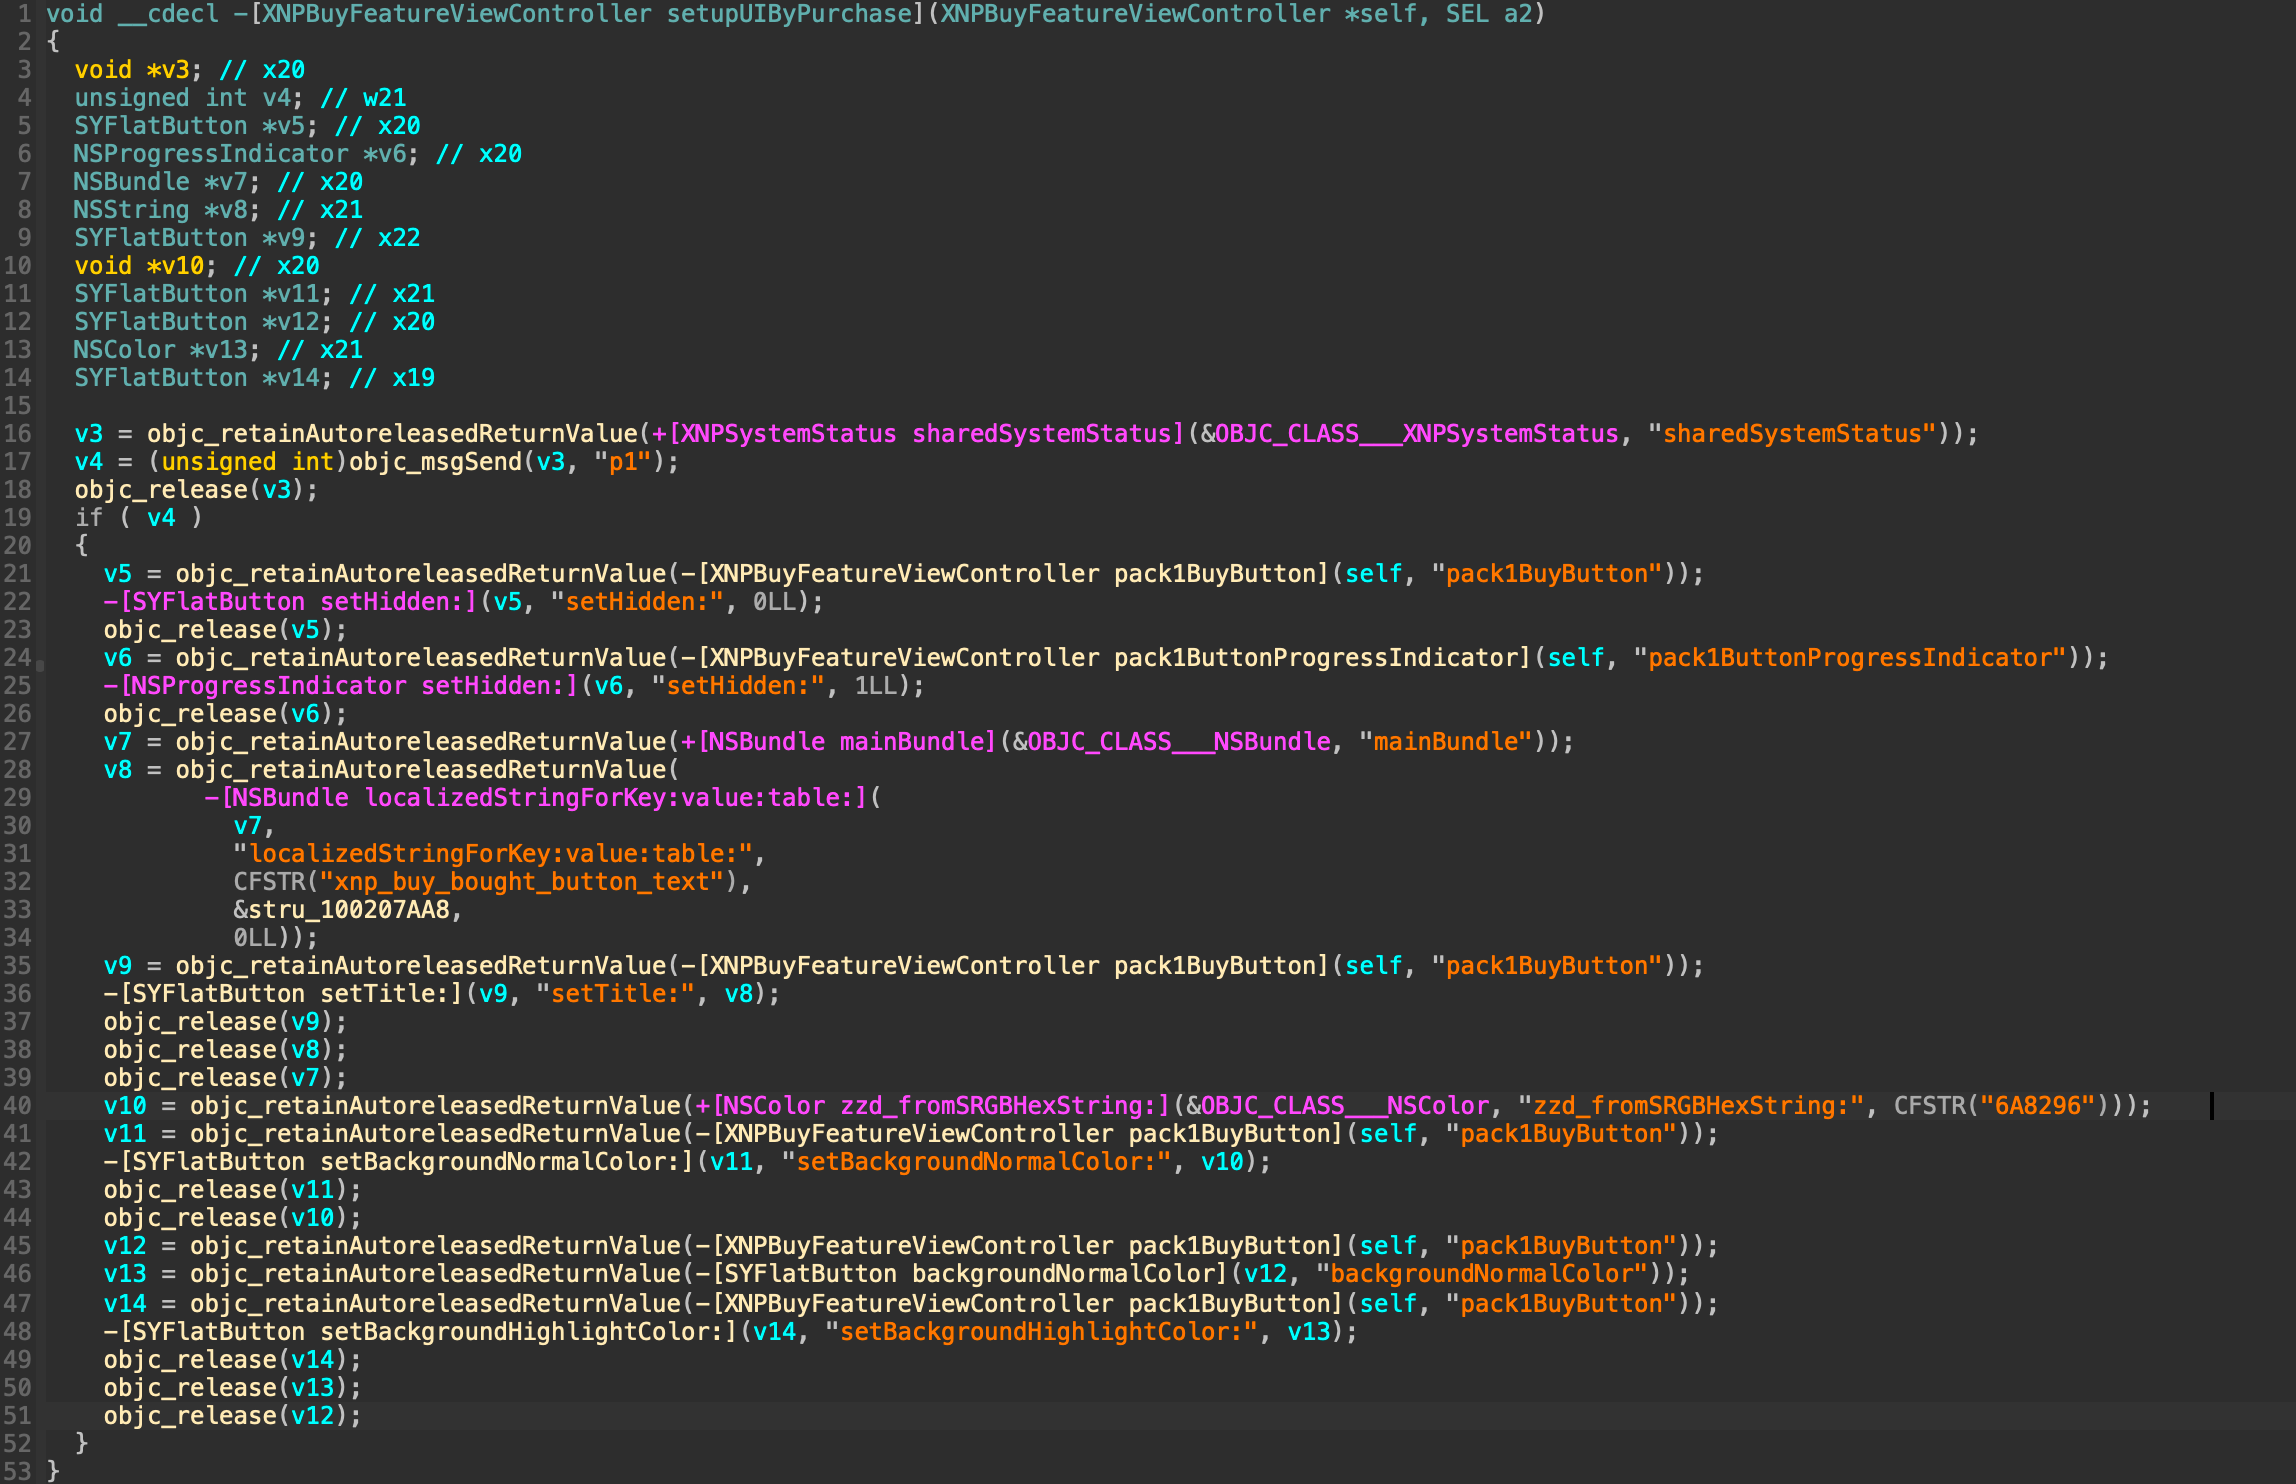 1 void __cdecl -[XNPBuyFeatureViewController setupUIByPurchase](XNPBuyFeatureViewController *self, SEL a2)
2 {
3   void *v3; // x20
4   unsigned int v4; // w21
5   SYFlatButton *v5; // x20
6   NSProgressIndicator *v6; // x20
7   NSBundle *v7; // x20
8   NSString *v8; // x21
9   SYFlatButton *v9; // x22
10   void *v10; // x20
11   SYFlatButton *v11; // x21
12   SYFlatButton *v12; // x20
13   NSColor *v13; // x21
14   SYFlatButton *v14; // x19
15
16   v3 = objc_retainAutoreleasedReturnValue(+[XNPSystemStatus sharedSystemStatus](&OBJC_CLASS___XNPSystemStatus, "sharedSystemStatus"));
17   v4 = (unsigned int)objc_msgSend(v3, "p1");
18   objc_release(v3);
19   if ( v4 )
20   {
21     v5 = objc_retainAutoreleasedReturnValue(-[XNPBuyFeatureViewController pack1BuyButton](self, "pack1BuyButton"));
22     -[SYFlatButton setHidden:](v5, "setHidden:", 0LL);
23     objc_release(v5);
24     v6 = objc_retainAutoreleasedReturnValue(-[XNPBuyFeatureViewController pack1ButtonProgressIndicator](self, "pack1ButtonProgressIndicator"));
25     -[NSProgressIndicator setHidden:](v6, "setHidden:", 1LL);
26     objc_release(v6);
27     v7 = objc_retainAutoreleasedReturnValue(+[NSBundle mainBundle](&OBJC_CLASS___NSBundle, "mainBundle"));
28     v8 = objc_retainAutoreleasedReturnValue(
29            -[NSBundle localizedStringForKey:value:table:](
30              v7,
31              "localizedStringForKey:value:table:",
32              CFSTR("xnp_buy_bought_button_text"),
33              &stru_100207AA8,
34              0LL));
35     v9 = objc_retainAutoreleasedReturnValue(-[XNPBuyFeatureViewController pack1BuyButton](self, "pack1BuyButton"));
36     -[SYFlatButton setTitle:](v9, "setTitle:", v8);
37     objc_release(v9);
38     objc_release(v8);
39     objc_release(v7);
40     v10 = objc_retainAutoreleasedReturnValue(+[NSColor zzd_fromSRGBHexString:](&OBJC_CLASS___NSColor, "zzd_fromSRGBHexString:", CFSTR("6A8296")));
41     v11 = objc_retainAutoreleasedReturnValue(-[XNPBuyFeatureViewController pack1BuyButton](self, "pack1BuyButton"));
42     -[SYFlatButton setBackgroundNormalColor:](v11, "setBackgroundNormalColor:", v10);
43     objc_release(v11);
44     objc_release(v10);
45     v12 = objc_retainAutoreleasedReturnValue(-[XNPBuyFeatureViewController pack1BuyButton](self, "pack1BuyButton"));
46     v13 = objc_retainAutoreleasedReturnValue(-[SYFlatButton backgroundNormalColor](v12, "backgroundNormalColor"));
47     v14 = objc_retainAutoreleasedReturnValue(-[XNPBuyFeatureViewController pack1BuyButton](self, "pack1BuyButton"));
48     -[SYFlatButton setBackgroundHighlightColor:](v14, "setBackgroundHighlightColor:", v13);
49     objc_release(v14);
50     objc_release(v13);
51     objc_release(v12);
52   }
53 }